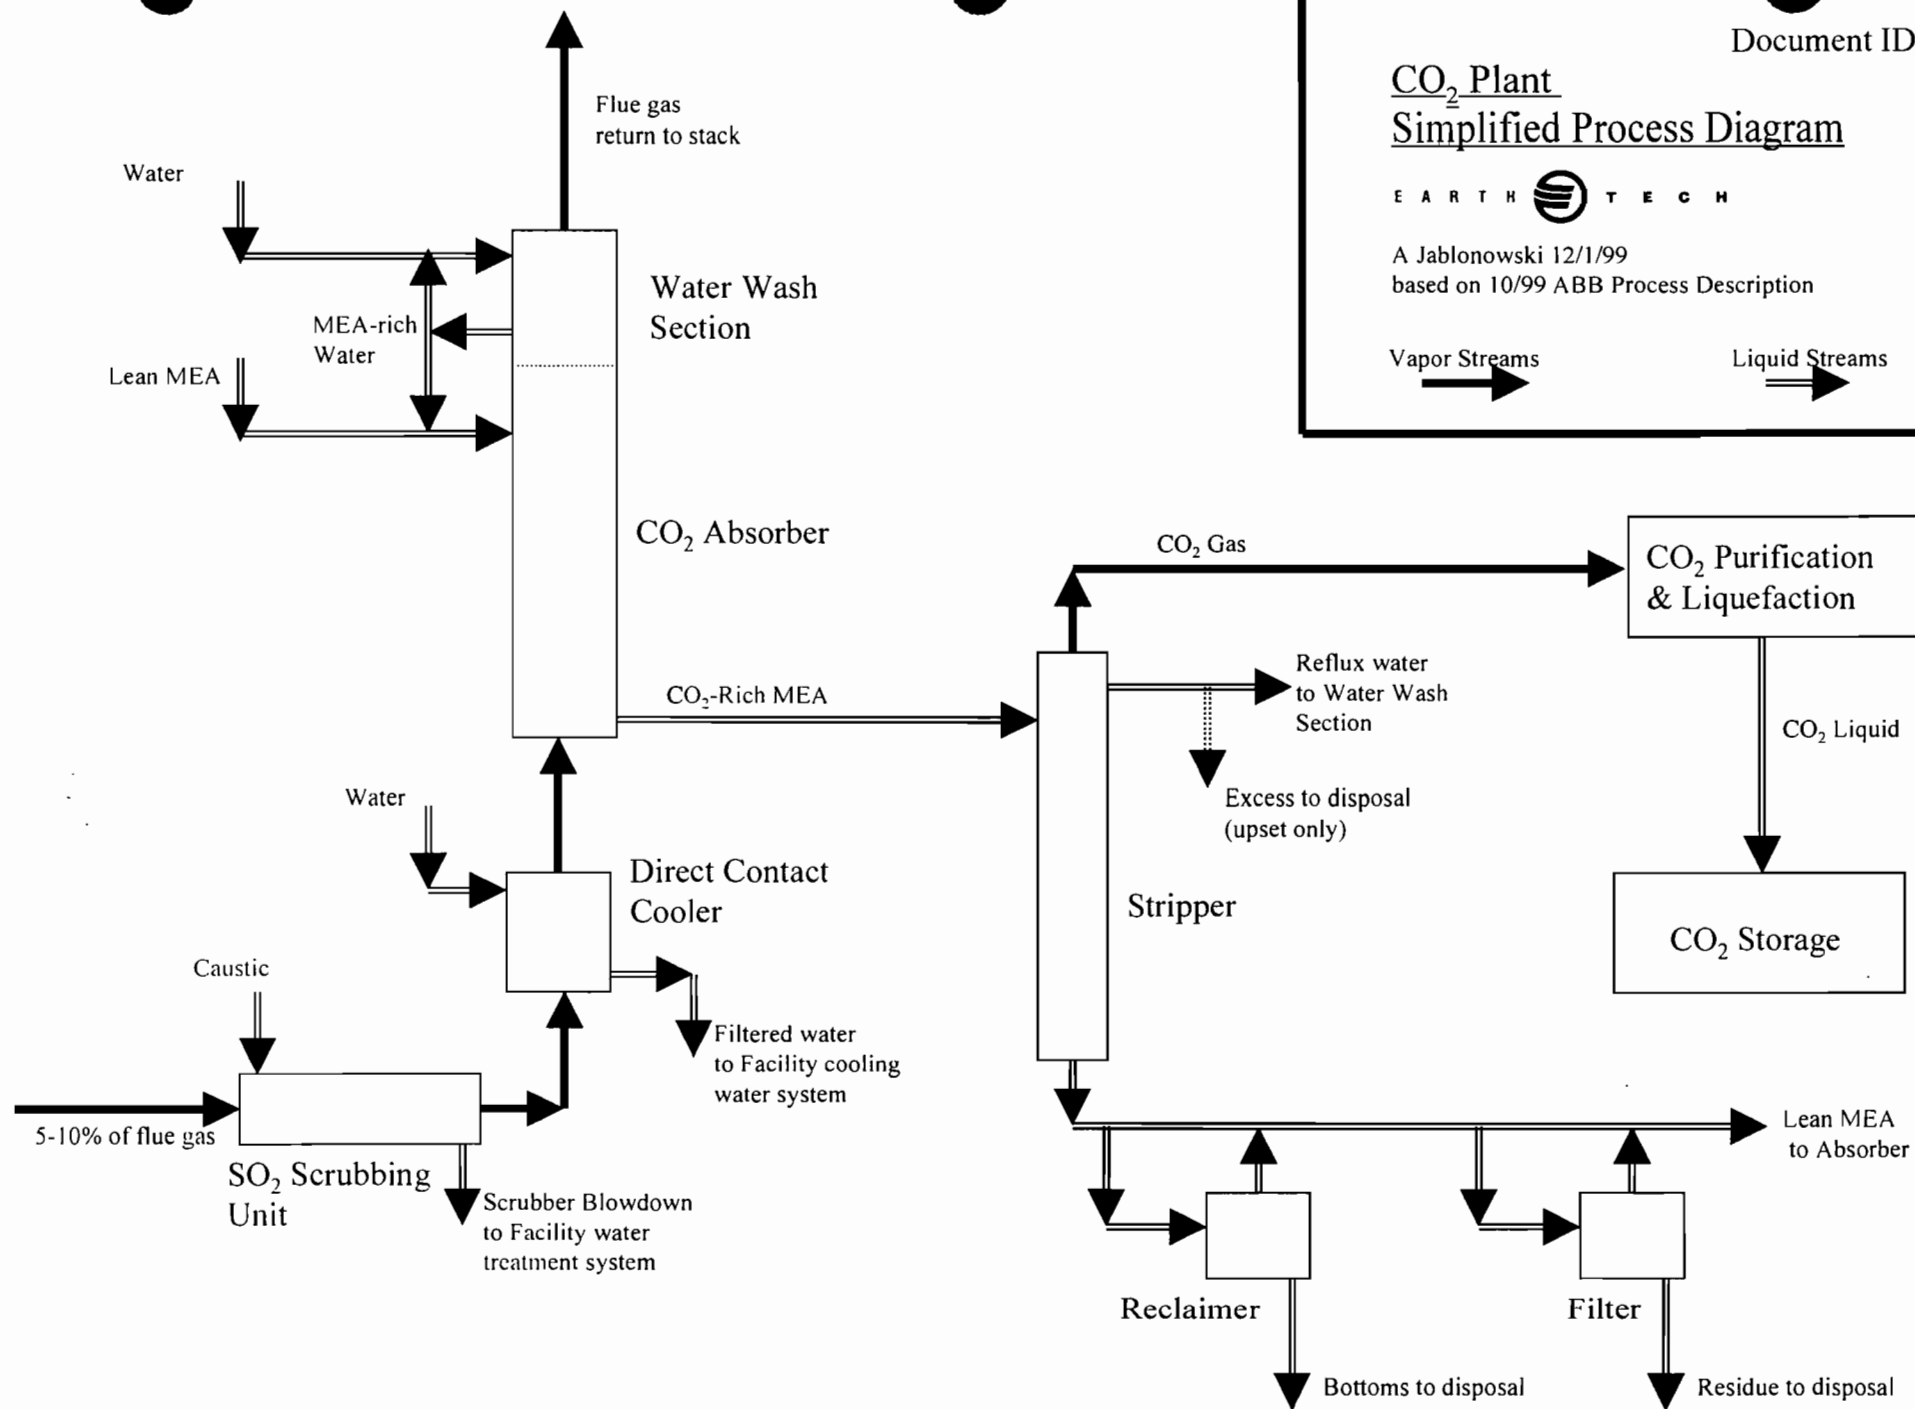 Document ID
CO₂ Plant
Simplified Process Diagram
EARTH TECH
A Jablonowski 12/1/99
based on 10/99 ABB Process Description
Vapor Streams
Liquid Streams
Flue gas
return to stack
Water
Water Wash
Section
MEA-rich
Water
Lean MEA
CO₂ Absorber
CO₂ Gas
CO₂ Purification
& Liquefaction
Reflux water
to Water Wash
Section
CO₂-Rich MEA
CO₂ Liquid
Excess to disposal
(upset only)
Water
Direct Contact
Cooler
Stripper
CO₂ Storage
Caustic
Filtered water
to Facility cooling
water system
5-10% of flue gas
SO₂ Scrubbing
Unit
Scrubber Blowdown
to Facility water
treatment system
Lean MEA
to Absorber
Reclaimer
Filter
Bottoms to disposal
Residue to disposal